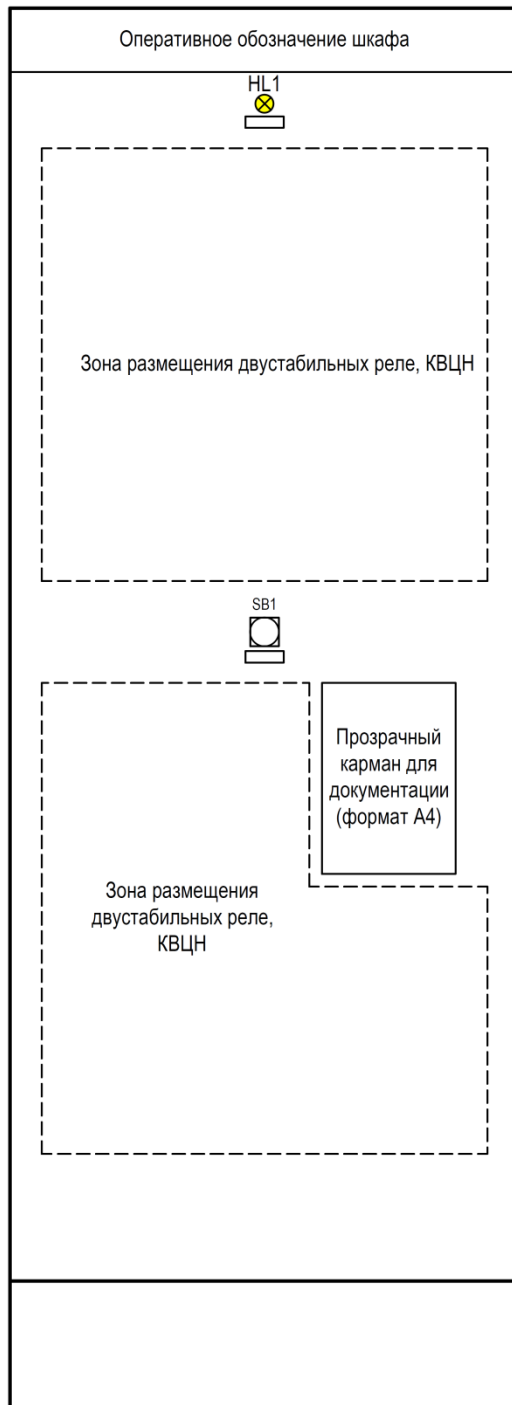 Оперативное обозначение шкафа
HL1
Зона размещения двустабильных реле, КВЦН
SB1
Прозрачный
карман для
документации
(формат А4)
Зона размещения
двустабильных реле,
КВЦН